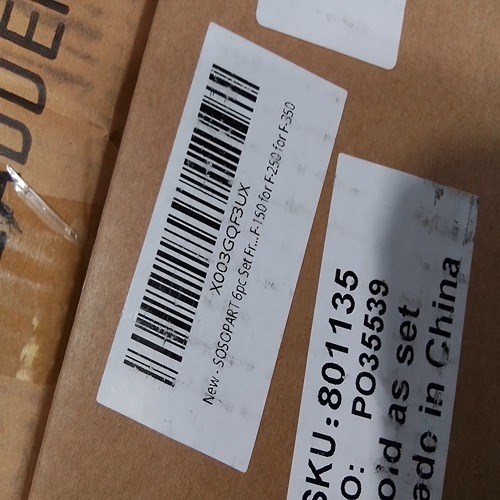 X003GQF3UX
New - SOSOPART 6pc Set Fr...F-150 for F-250 for F-350
SKU:801135
O: PO35539
old as set
ade in China